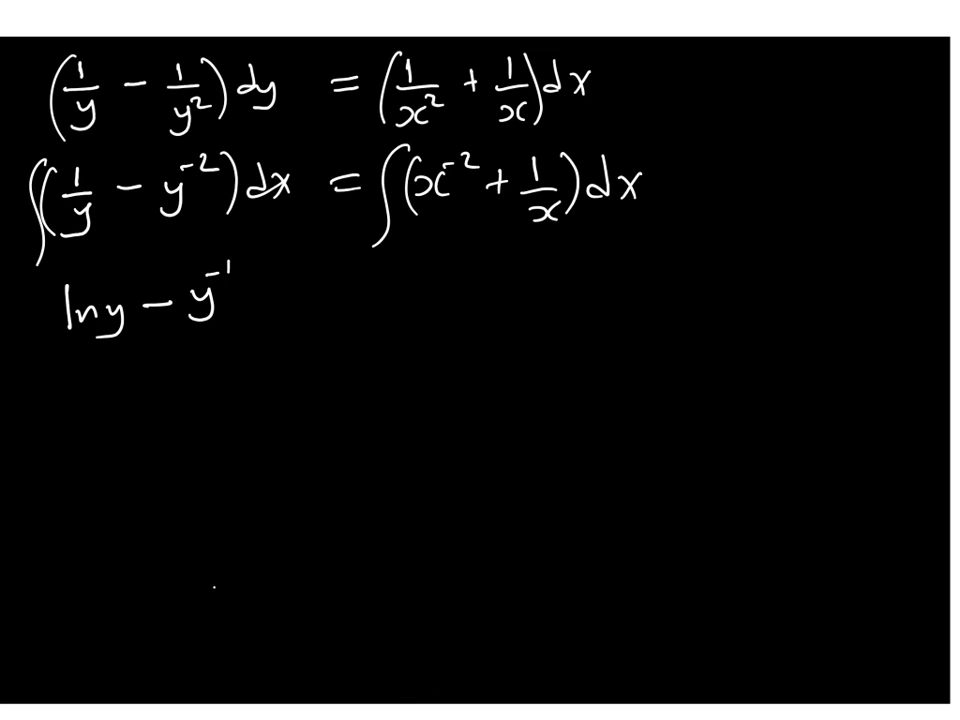 (1/y - 1/y²) dy = (1/x² + 1/x) dx
∫(1/y - y⁻²) dx = ∫(x⁻² + 1/x) dx
ln y - y⁻¹